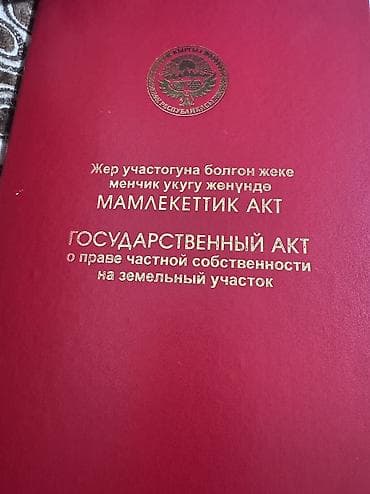 Жер участогуна болгон жеке
менчик укугу жөнүндө
МАМЛЕКЕТТИК АКТ
ГОСУДАРСТВЕННЫЙ АКТ
о праве частной собственности
на земельный участок